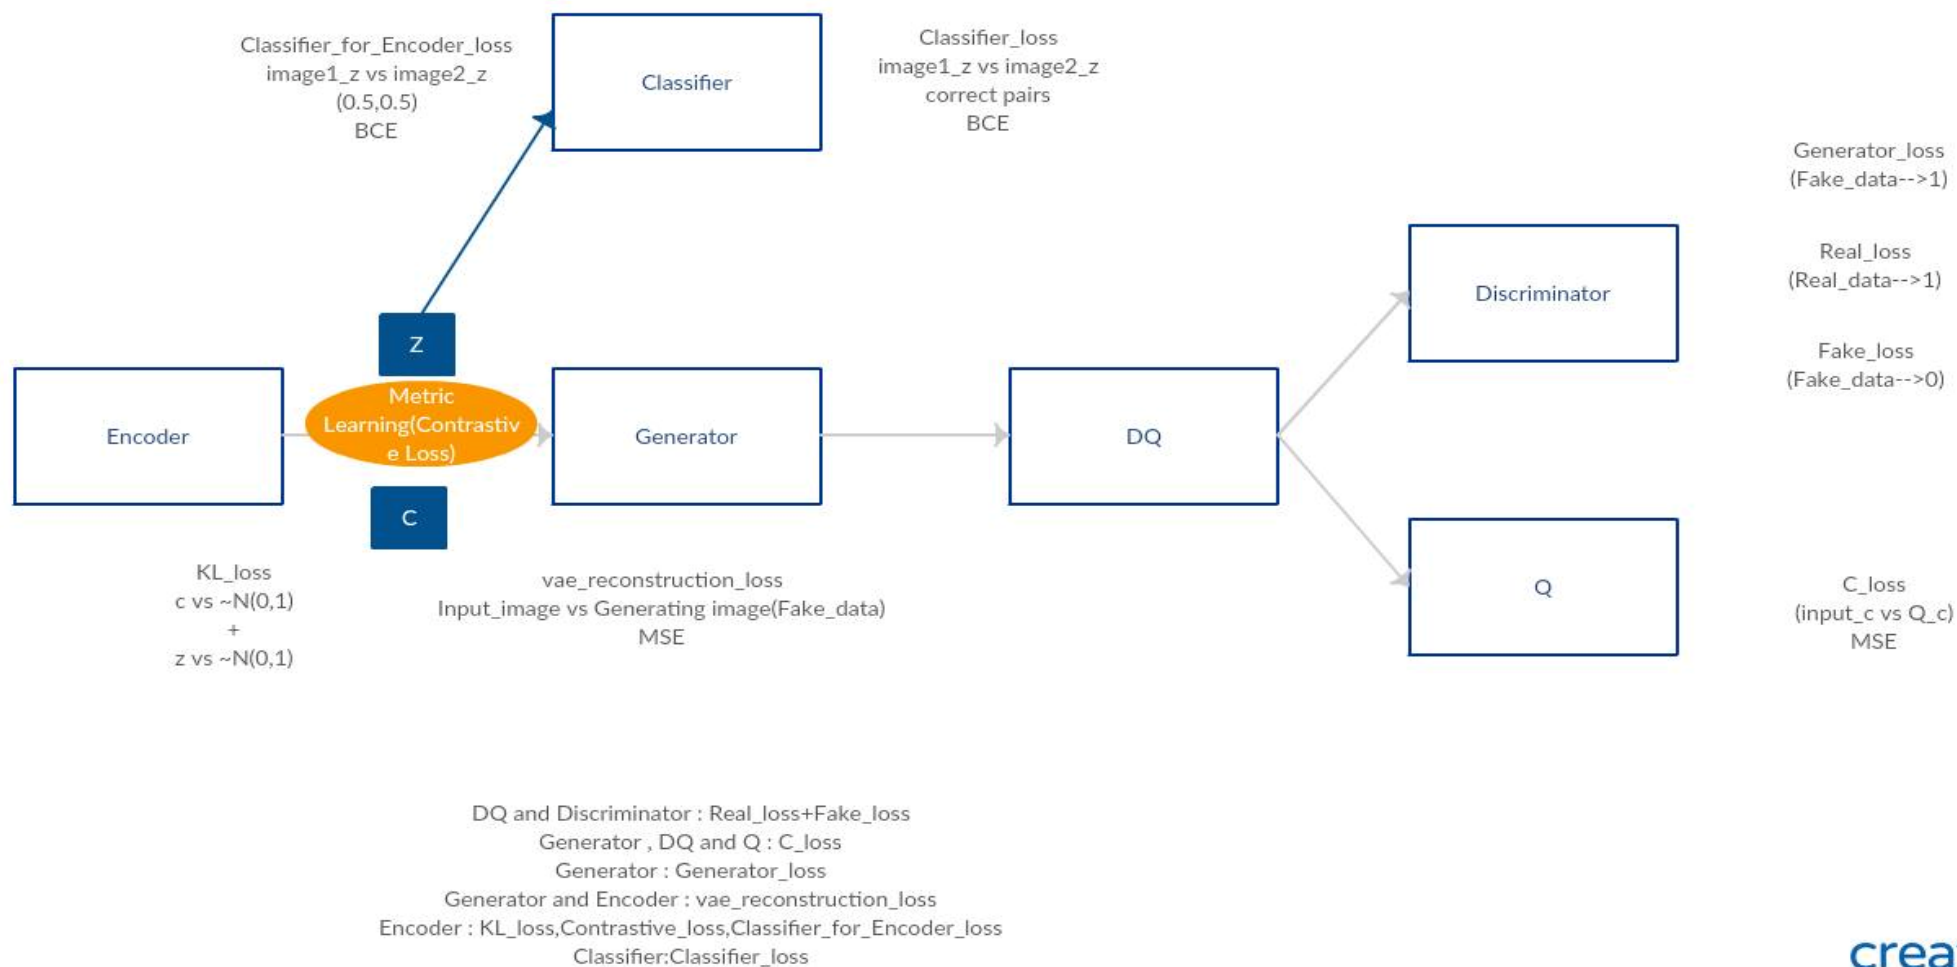 Classifier_for_Encoder_loss
image1_z vs image2_z
(0.5,0.5)
BCE
Classifier
Classifier_loss
image1_z vs image2_z
correct pairs
BCE
Generator_loss
(Fake_data-->1)
Real_loss
(Real_data-->1)
Fake_loss
(Fake_data-->0)
Discriminator
Z
Encoder
Metric
Learning(Contrastiv
e Loss)
Generator
DQ
C
Q
KL_loss
c vs ~N(0,1)
+
z vs ~N(0,1)
vae_reconstruction_loss
Input_image vs Generating image(Fake_data)
MSE
C_loss
(input_c vs Q_c)
MSE
DQ and Discriminator : Real_loss+Fake_loss
Generator , DQ and Q : C_loss
Generator : Generator_loss
Generator and Encoder : vae_reconstruction_loss
Encoder : KL_loss,Contrastive_loss,Classifier_for_Encoder_loss
Classifier:Classifier_loss
crea